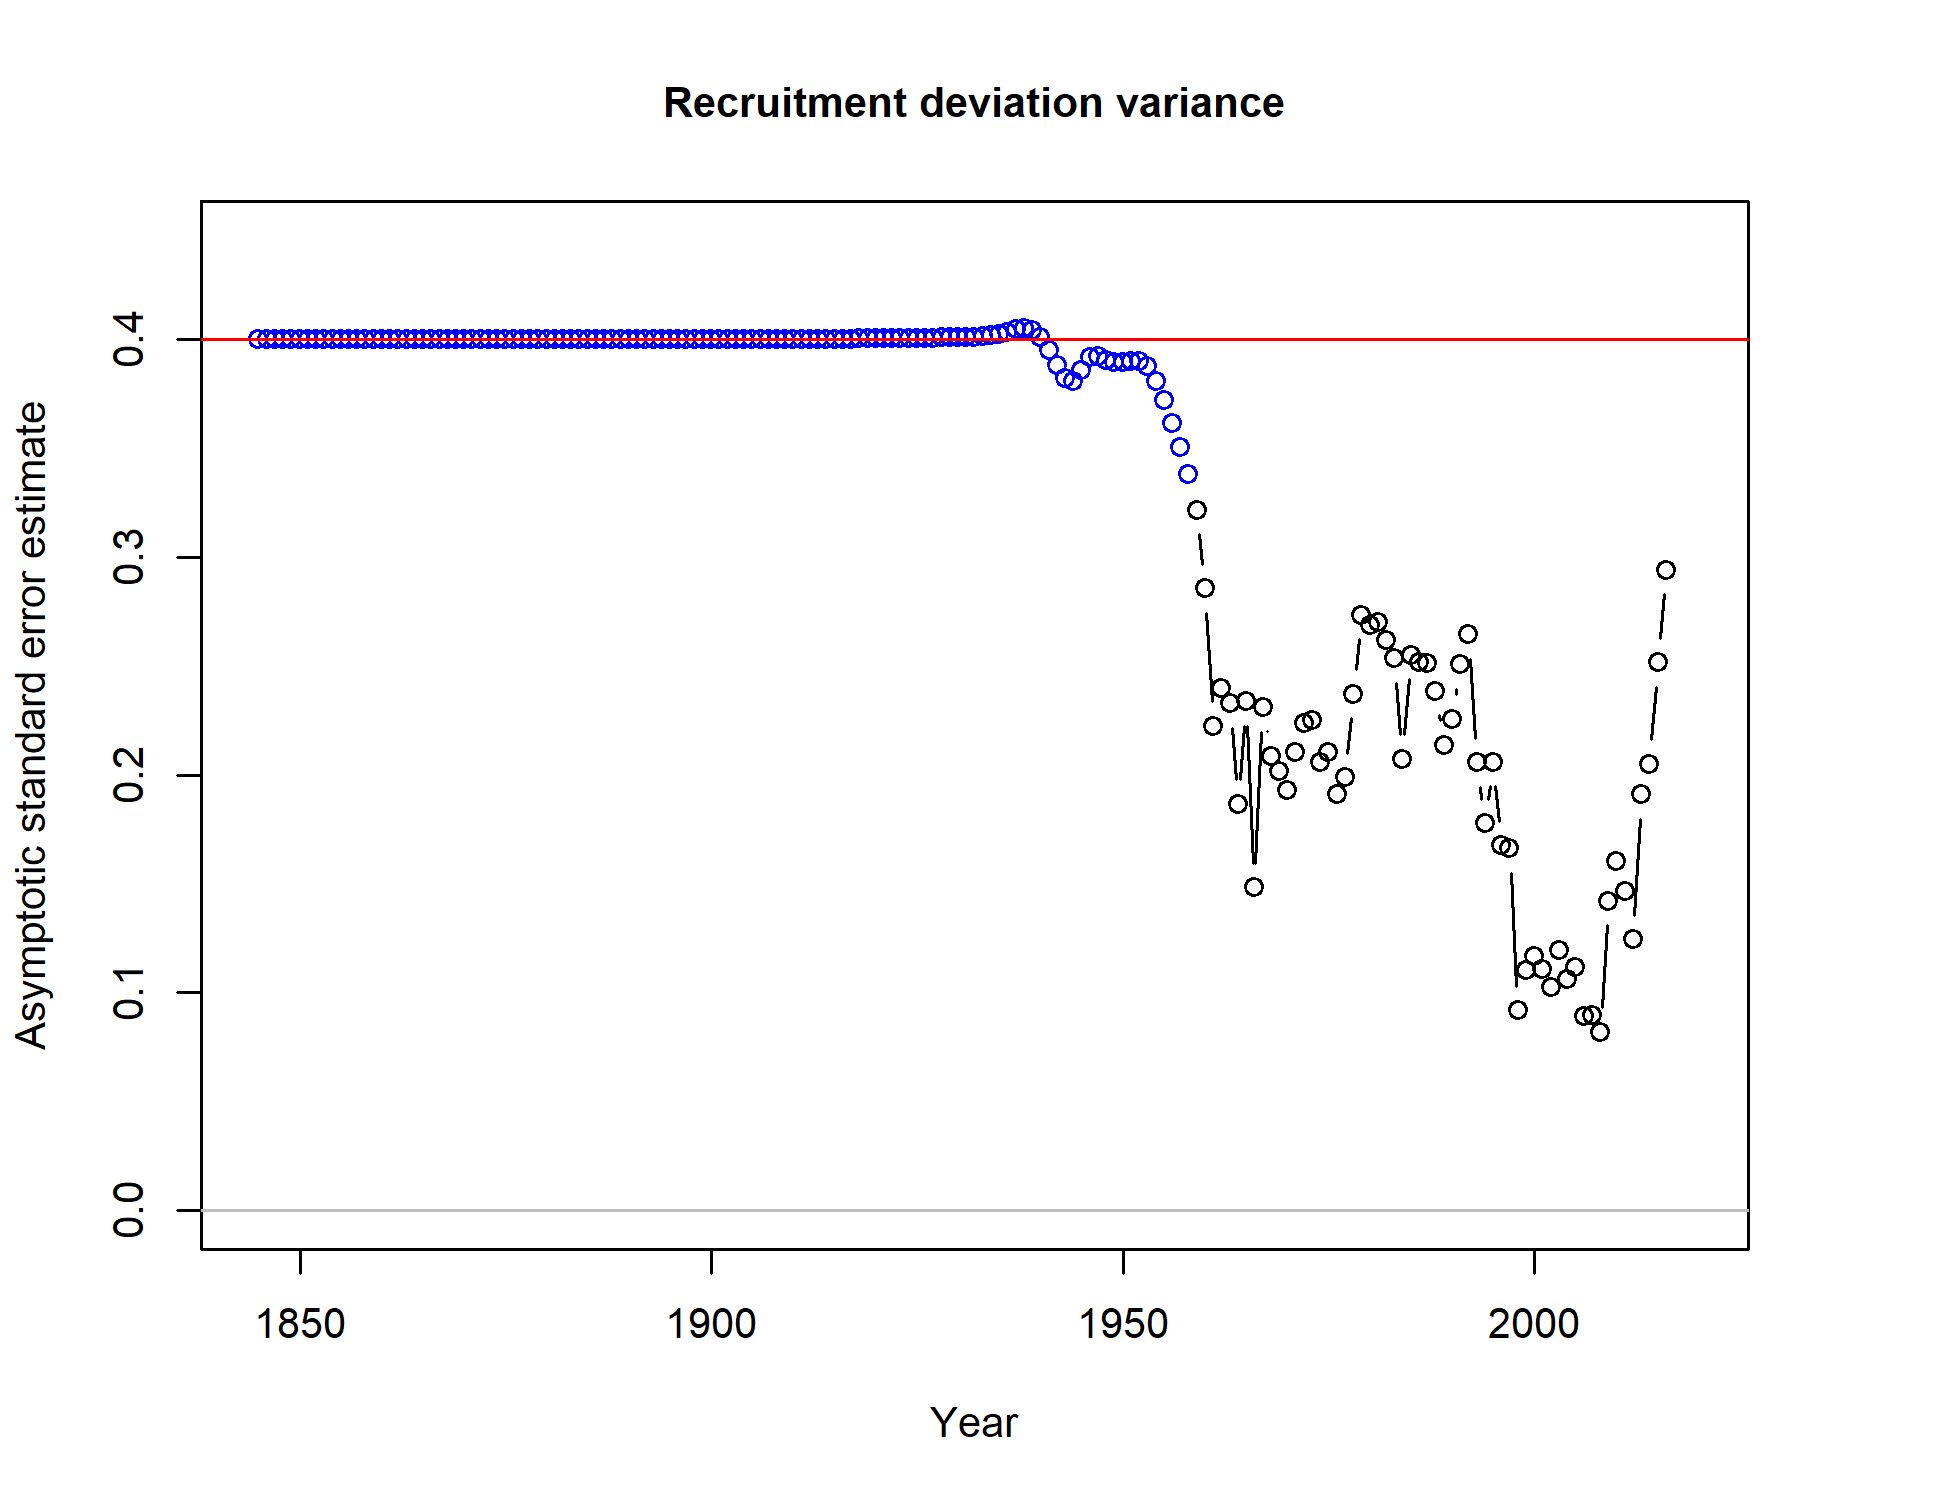 Recruitment deviation variance
Asymptotic standard error estimate
0.4
0.3
0.2
0.1
0.0
1850 1900 1950 2000
Year